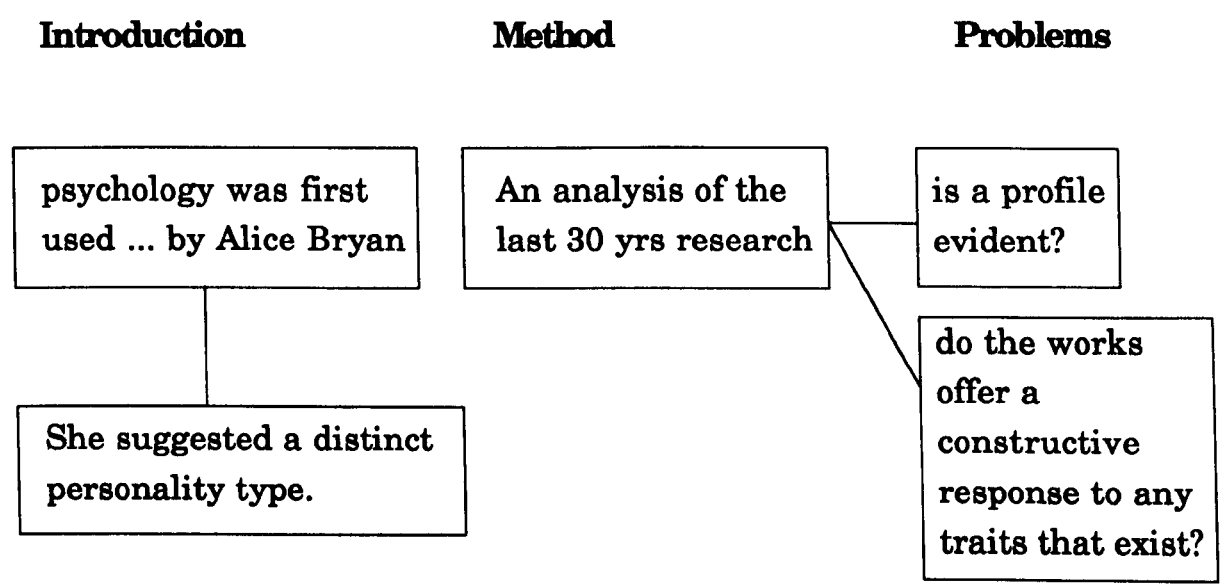 Introduction
Method
Problems
psychology was first
used ... by Alice Bryan
She suggested a distinct
personality type.
An analysis of the
last 30 yrs research
is a profile
evident?
do the works
offer a
constructive
response to any
traits that exist?